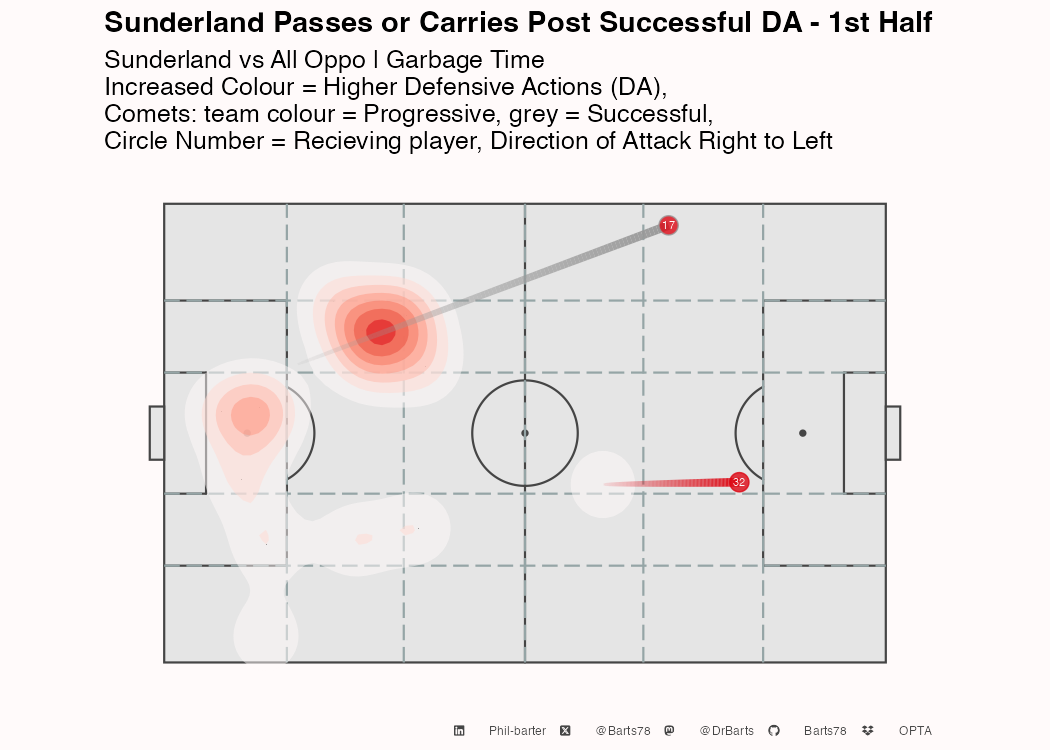 Sunderland Passes or Carries Post Successful DA - 1st Half
Sunderland vs All Oppo | Garbage Time
Increased Colour = Higher Defensive Actions (DA),
Comets: team colour = Progressive, grey = Successful,
Circle Number = Recieving player, Direction of Attack Right to Left
17
32
Phil-barter @Barts78 @DrBarts Barts78 OPTA